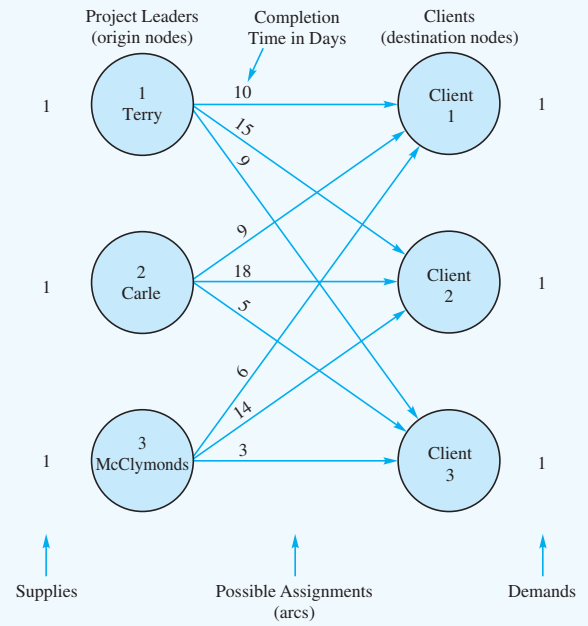 Project Leaders
(origin nodes)
Completion
Time in Days
Clients
(destination nodes)
1
1
Terry
10
15
9
Client
1
1
1
2
Carle
9
18
5
Client
2
1
1
3
McClymonds
6
14
3
Client
3
1
Supplies
Possible Assignments
(arcs)
Demands